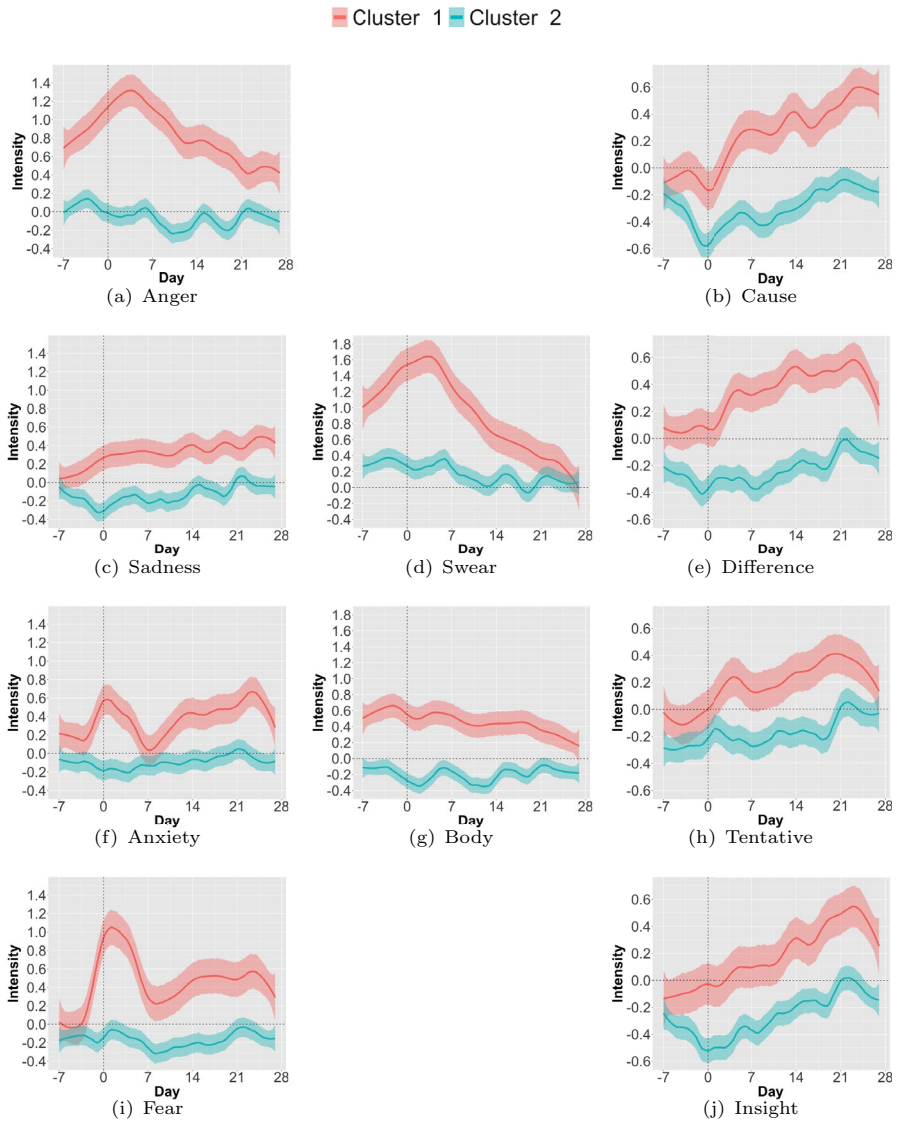 Cluster 1 Cluster 2
Intensity
1.4
1.2
1.0
0.8
0.6
0.4
0.2
0.0
-0.2
-0.4
-7 0 7 14 21 28
Day
(a) Anger
Intensity
0.6
0.4
0.2
0.0
-0.2
-0.4
-0.6
-7 0 7 14 21 28
Day
(b) Cause
Intensity
1.4
1.2
1.0
0.8
0.6
0.4
0.2
0.0
-0.2
-0.4
-7 0 7 14 21 28
Day
(c) Sadness
Intensity
1.8
1.6
1.4
1.2
1.0
0.8
0.6
0.4
0.2
0.0
-0.2
-0.4
-7 0 7 14 21 28
Day
(d) Swear
Intensity
0.6
0.4
0.2
0.0
-0.2
-0.4
-0.6
-7 0 7 14 21 28
Day
(e) Difference
Intensity
1.4
1.2
1.0
0.8
0.6
0.4
0.2
0.0
-0.2
-0.4
-7 0 7 14 21 28
Day
(f) Anxiety
Intensity
1.8
1.6
1.4
1.2
1.0
0.8
0.6
0.4
0.2
0.0
-0.2
-0.4
-7 0 7 14 21 28
Day
(g) Body
Intensity
0.6
0.4
0.2
0.0
-0.2
-0.4
-0.6
-7 0 7 14 21 28
Day
(h) Tentative
Intensity
1.4
1.2
1.0
0.8
0.6
0.4
0.2
0.0
-0.2
-0.4
-7 0 7 14 21 28
Day
(i) Fear
Intensity
0.6
0.4
0.2
0.0
-0.2
-0.4
-0.6
-7 0 7 14 21 28
Day
(j) Insight